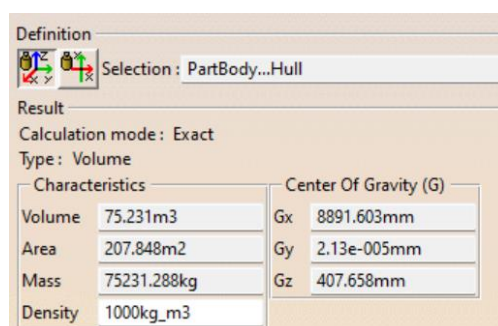 Definition
Selection : PartBody...Hull
Result
Calculation mode : Exact
Type : Volume
Characteristics
Center Of Gravity (G)
Volume 75.231m3 Gx 8891.603mm
Area 207.848m2 Gy 2.13e-005mm
Mass 75231.288kg Gz 407.658mm
Density 1000kg_m3